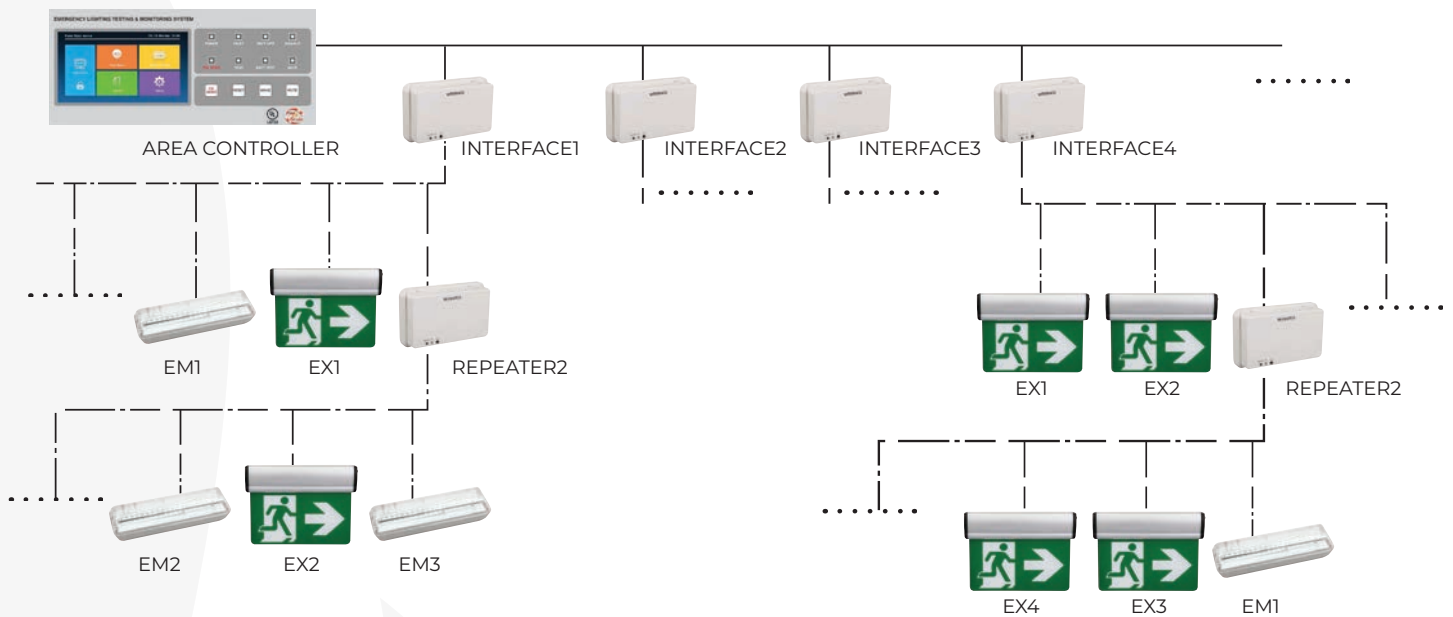 EMERGENCY LIGHTING TESTING & MONITORING SYSTEM
AREA CONTROLLER
INTERFACE1
INTERFACE2
INTERFACE3
INTERFACE4
EM1
EX1
REPEATER2
EX1
EX2
REPEATER2
EM2
EX2
EM3
EX4
EX3
EM1